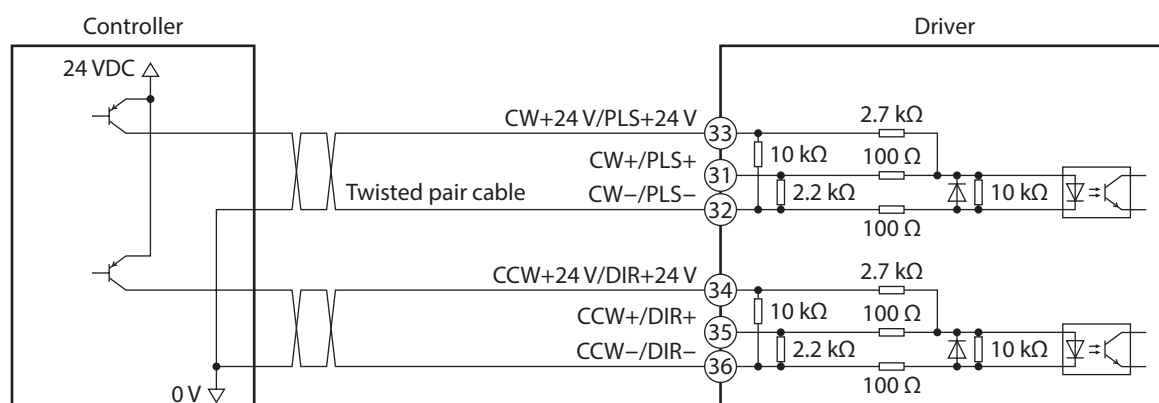 Controller
Driver
24 VDC
CW+24 V/PLS+24 V
33
2.7 kΩ
10 kΩ
100 Ω
CW+/PLS+
31
CW−/PLS−
2.2 kΩ
10 kΩ
Twisted pair cable
32
100 Ω
CCW+24 V/DIR+24 V
34
2.7 kΩ
10 kΩ
100 Ω
CCW+/DIR+
35
CCW−/DIR−
2.2 kΩ
10 kΩ
36
100 Ω
0 V